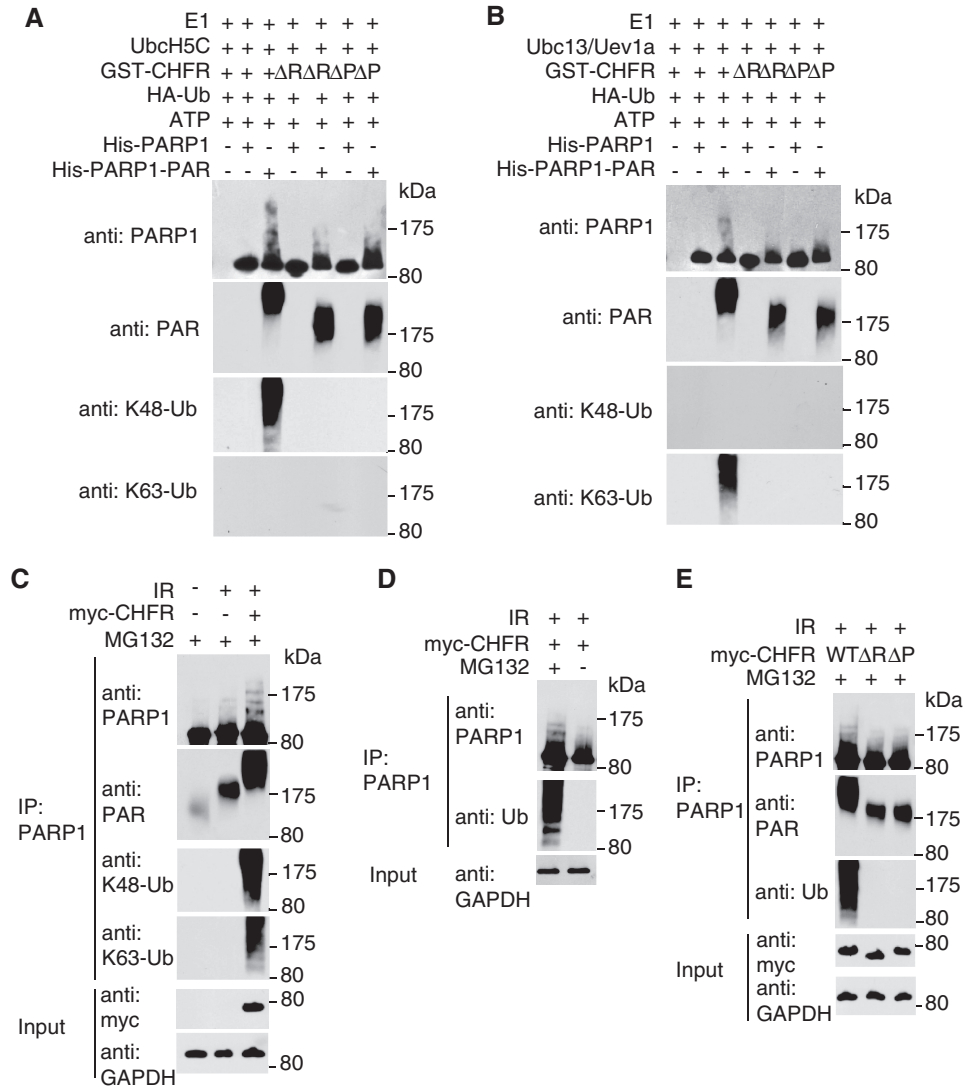 A
E1 + + + + + + +
UbcH5C + + + + + + +
GST-CHFR + + + ΔR ΔR ΔP ΔP
HA-Ub + + + + + + +
ATP + + + + + + +
His-PARP1 - + - + - + -
His-PARP1-PAR - - + - + - +
kDa
anti: PARP1
175
80
anti: PAR
175
80
anti: K48-Ub
175
80
anti: K63-Ub
175
80
B
E1 + + + + + + +
Ubc13/Uev1a + + + + + + +
GST-CHFR + + + ΔR ΔR ΔP ΔP
HA-Ub + + + + + + +
ATP + + + + + + +
His-PARP1 - + - + - + -
His-PARP1-PAR - - + - + - +
kDa
anti: PARP1
175
80
anti: PAR
175
80
anti: K48-Ub
175
80
anti: K63-Ub
175
80
C
IR - + +
myc-CHFR - - +
MG132 + + +
kDa
IP:
PARP1
anti:
PARP1
175
80
anti:
PAR
175
80
anti:
K48-Ub
175
80
anti:
K63-Ub
175
80
Input
anti:
myc
80
anti:
GAPDH
80
D
IR + +
myc-CHFR + +
MG132 + -
kDa
IP:
PARP1
anti:
PARP1
175
80
anti: Ub
175
80
Input
anti:
GAPDH
E
IR + + +
myc-CHFR WT ΔR ΔP
MG132 + + +
kDa
IP:
PARP1
anti:
PARP1
175
80
anti:
PAR
175
80
anti: Ub
175
80
Input
anti:
myc
80
anti:
GAPDH
80